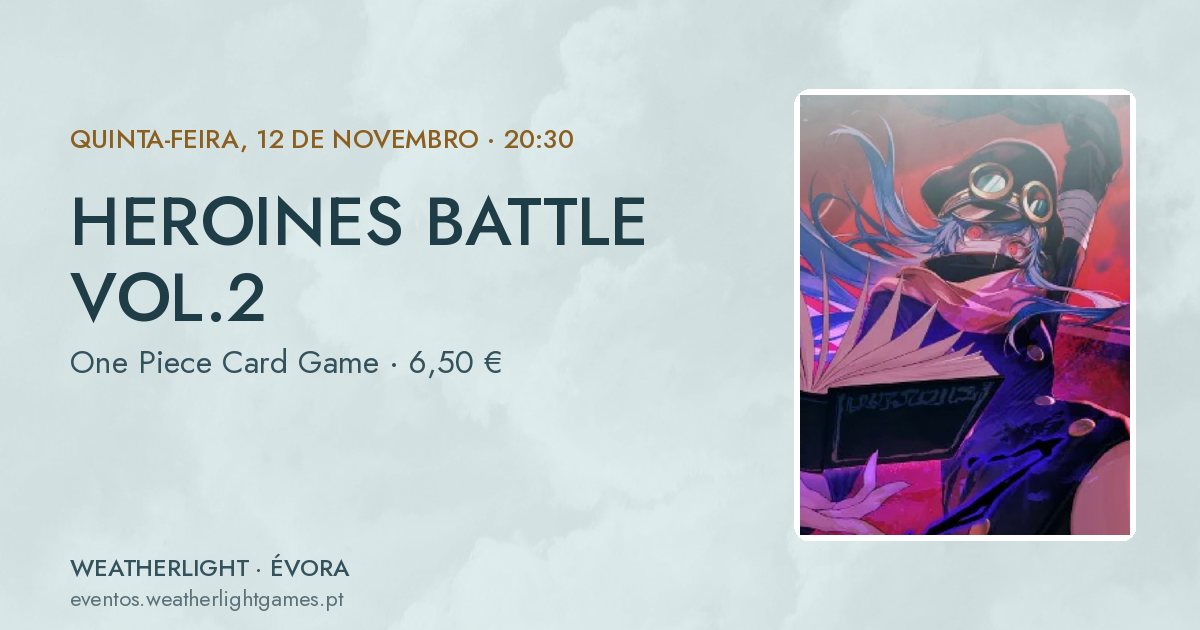 QUINTA-FEIRA, 12 DE NOVEMBRO · 20:30
HEROINES BATTLE
VOL.2
One Piece Card Game · 6,50 €
WEATHERLIGHT · ÉVORA
eventos.weatherlightgames.pt